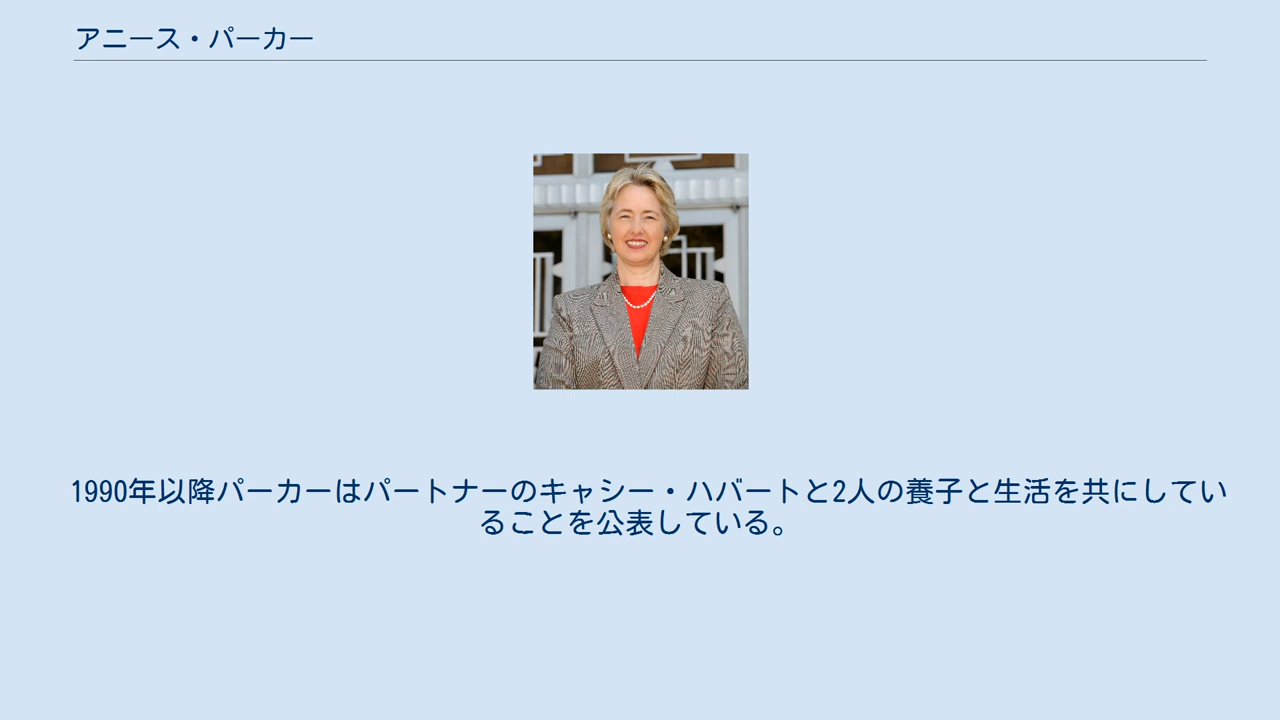 アニース・パーカー
1990年以降パーカーはパートナーのキャシー・ハバートと2人の養子と生活を共にしてい
ることを公表している。